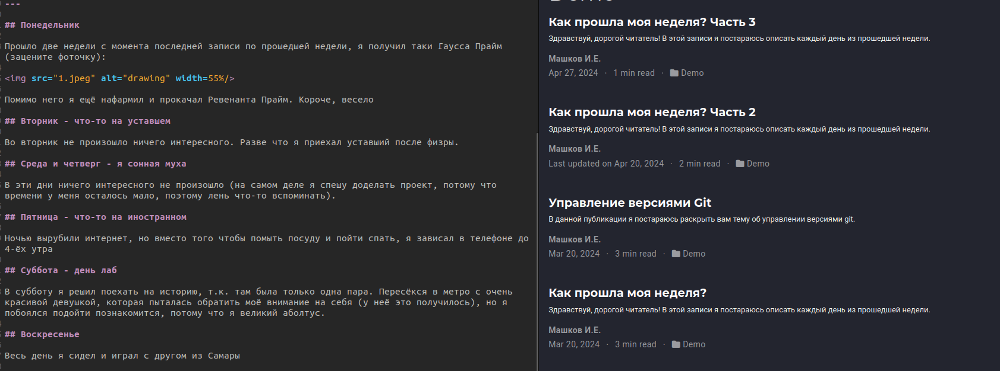 ---
## Понедельник
Прошло две недели с момента последней записи по прошедшей недели, я получил таки Гаусса Прайм
(зацените фоточку):
<img src="1.jpeg" alt="drawing" width=55%/>
Помимо него я ещё нафармил и прокачал Ревенанта Прайм. Короче, весело
## Вторник - что-то на уставшем
Во вторник не произошло ничего интересного. Разве что я приехал уставший после физры.
## Среда и четверг - я сонная муха
В эти дни ничего интересного не произошло (на самом деле я спешу доделать проект, потому что
времени у меня осталось мало, поэтому лень что-то вспоминать).
## Пятница - что-то на иностранном
Ночью вырубили интернет, но вместо того чтобы помыть посуду и пойти спать, я зависал в телефоне до
4-ёх утра
## Суббота - день лаб
В субботу я решил поехать на историю, т.к. там была только одна пара. Пересёкся в метро с очень
красивой девушкой, которая пыталась обратить моё внимание на себя (у неё это получилось), но я
побоялся подойти познакомится, потому что я великий аболтус.
## Воскресенье
Весь день я сидел и играл с другом из Самары
Как прошла моя неделя? Часть 3
Здравствуй, дорогой читатель! В этой записи я постараюсь описать каждый день из прошедшей недели.
Машков И.Е.
Apr 27, 2024 · 1 min read · Demo
Как прошла моя неделя? Часть 2
Здравствуй, дорогой читатель! В этой записи я постараюсь описать каждый день из прошедшей недели.
Машков И.Е.
Last updated on Apr 20, 2024 · 2 min read · Demo
Управление версиями Git
В данной публикации я постараюсь раскрыть вам тему об управлении версиями git.
Машков И.Е.
Mar 20, 2024 · 3 min read · Demo
Как прошла моя неделя?
Здравствуй, дорогой читатель! В этой записи я постараюсь описать каждый день из прошедшей недели.
Машков И.Е.
Mar 20, 2024 · 3 min read · Demo